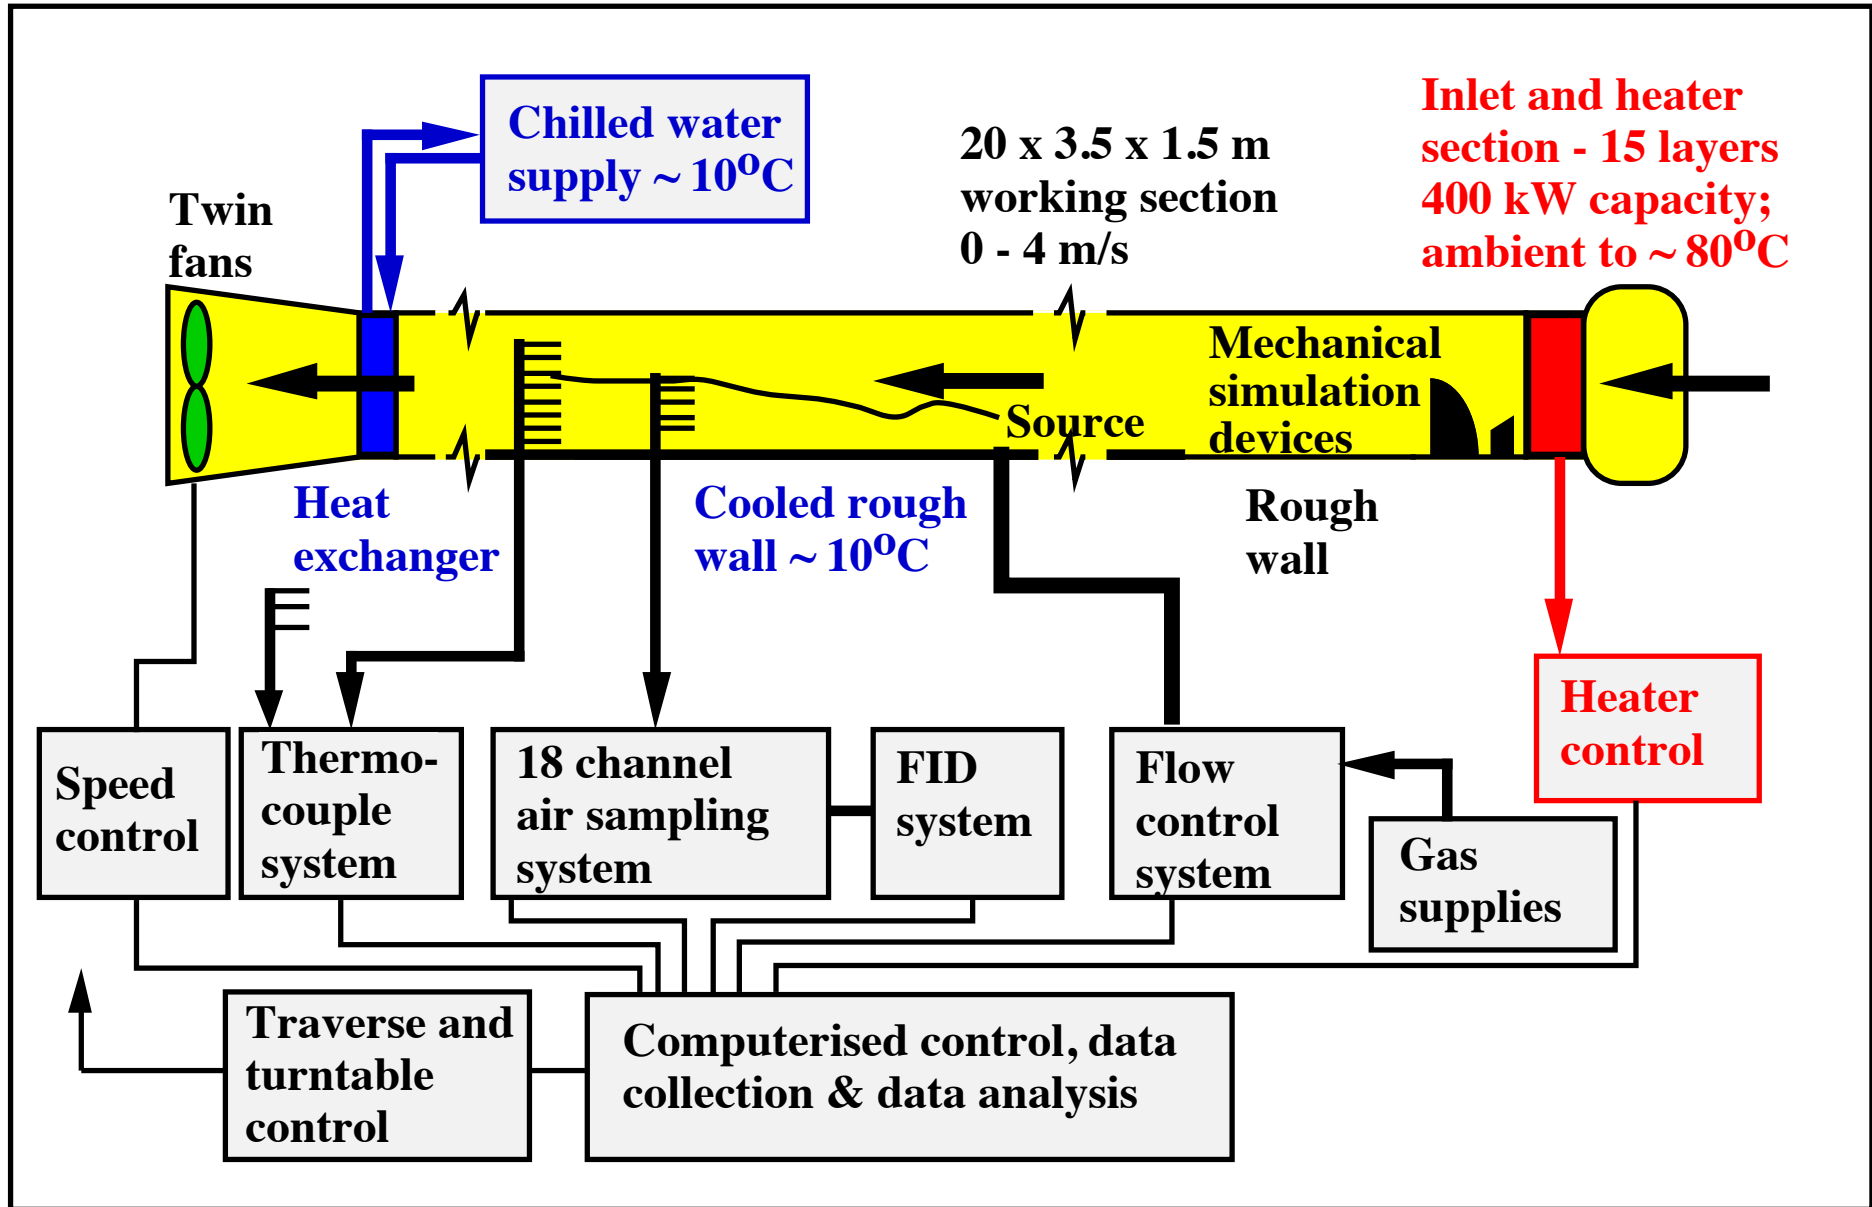 Chilled water
supply ~ 10⁰C
20 x 3.5 x 1.5 m
working section
0 - 4 m/s
Inlet and heater
section - 15 layers
400 kW capacity;
ambient to ~ 80⁰C
Twin
fans
Mechanical
simulation
devices
Source
Heat
exchanger
Cooled rough
wall ~ 10⁰C
Rough
wall
Heater
control
Speed
control
Thermo-
couple
system
18 channel
air sampling
system
FID
system
Flow
control
system
Gas
supplies
Traverse and
turntable
control
Computerised control, data
collection & data analysis